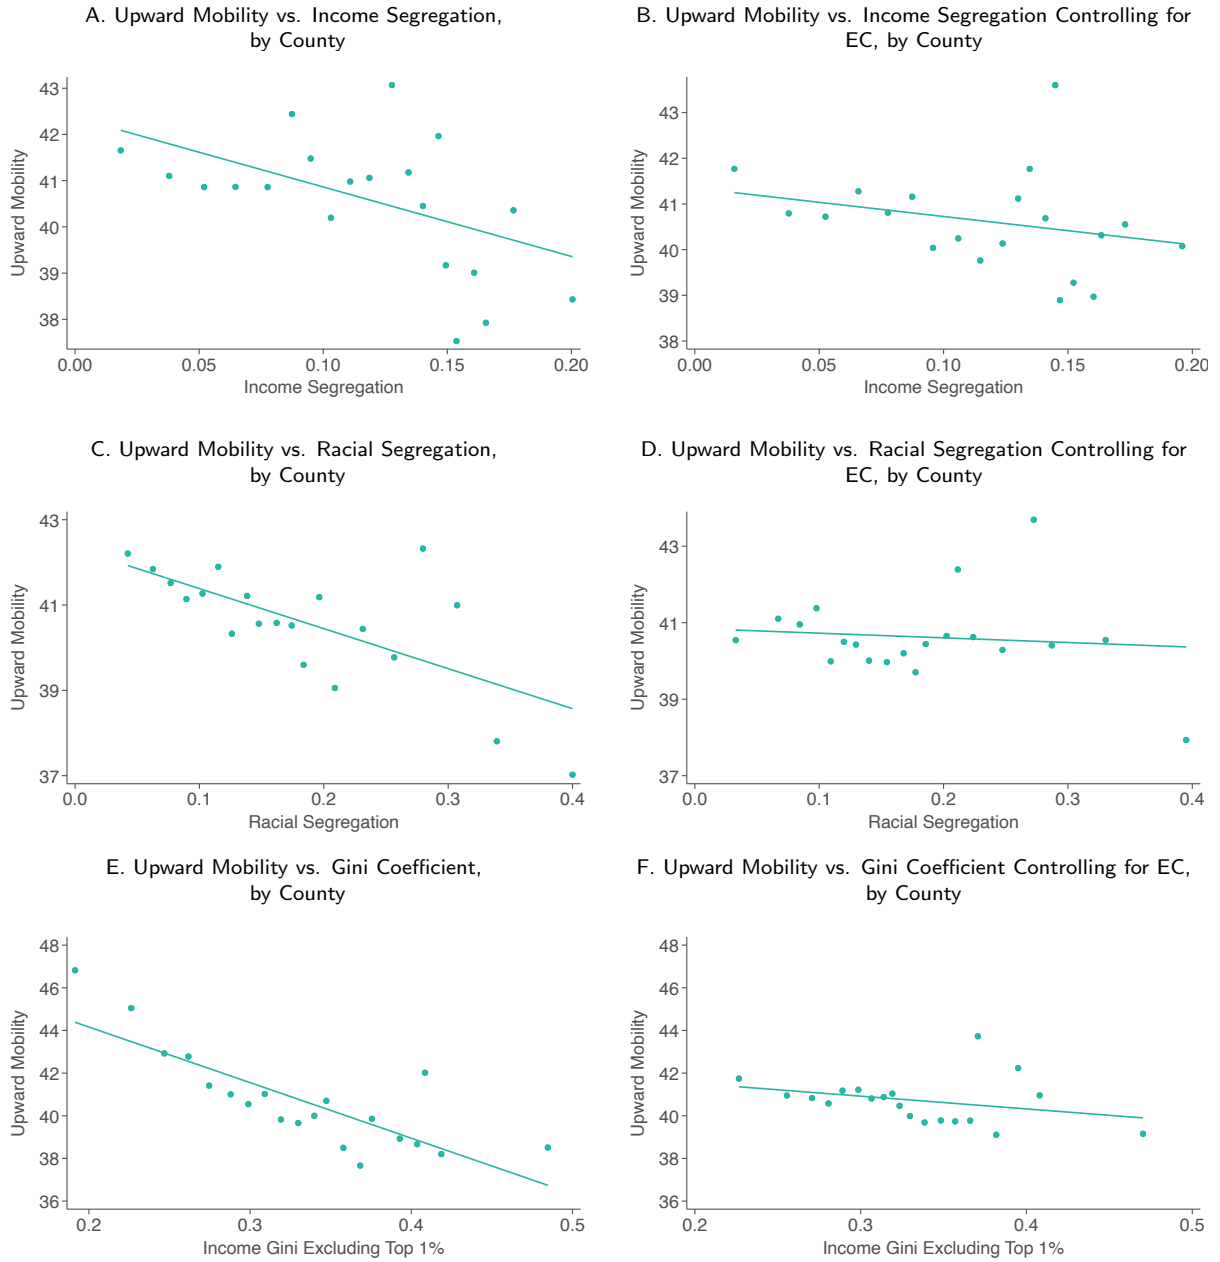 A. Upward Mobility vs. Income Segregation,
by County
43
42
41
40
39
38
Upward Mobility
0.00
0.05
0.10
0.15
0.20
Income Segregation
B. Upward Mobility vs. Income Segregation Controlling for
EC, by County
43
42
41
40
39
38
Upward Mobility
0.00
0.05
0.10
0.15
0.20
Income Segregation
C. Upward Mobility vs. Racial Segregation,
by County
43
41
39
37
Upward Mobility
0.0
0.1
0.2
0.3
0.4
Racial Segregation
D. Upward Mobility vs. Racial Segregation Controlling for
EC, by County
43
41
39
37
Upward Mobility
0.0
0.1
0.2
0.3
0.4
Racial Segregation
E. Upward Mobility vs. Gini Coefficient,
by County
48
46
44
42
40
38
36
Upward Mobility
0.2
0.3
0.4
0.5
Income Gini Excluding Top 1%
F. Upward Mobility vs. Gini Coefficient Controlling for EC,
by County
48
46
44
42
40
38
36
Upward Mobility
0.2
0.3
0.4
0.5
Income Gini Excluding Top 1%